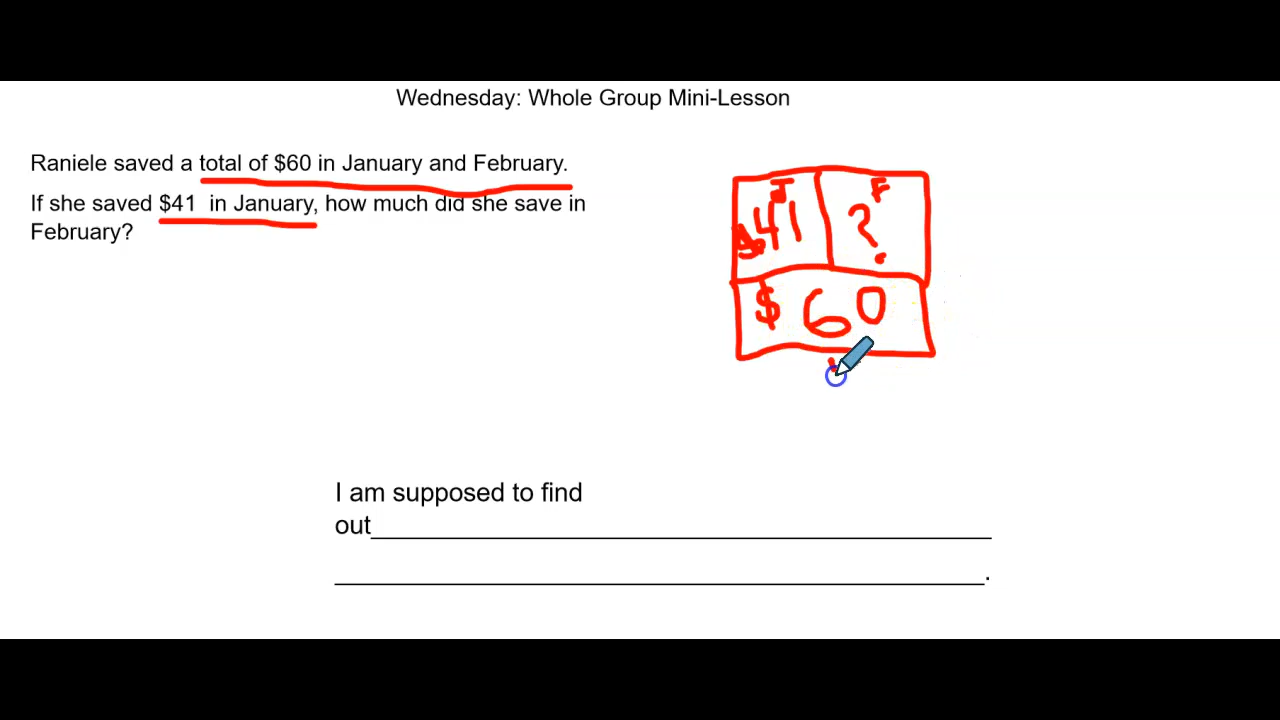 Wednesday: Whole Group Mini-Lesson
Raniele saved a total of $60 in January and February.
If she saved $41 in January, how much did she save in
February?
J F
$41 ?
$60
I am supposed to find
out
.